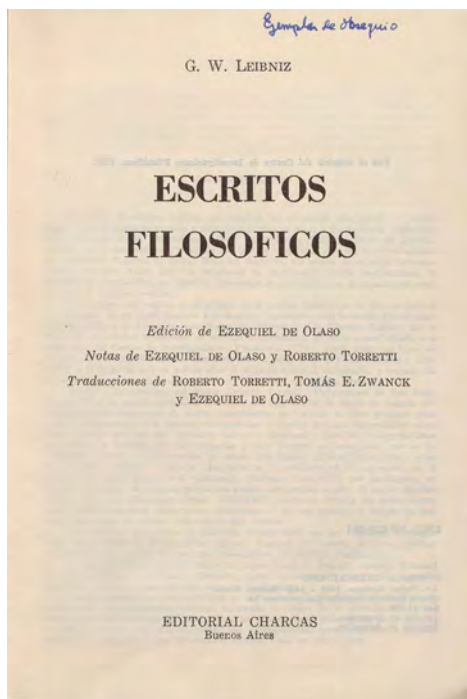 Ejemplar de Obsequio
G. W. LEIBNIZ
ESCRITOS
FILOSOFICOS
Edición de EZEQUIEL DE OLASO
Notas de EZEQUIEL DE OLASO y ROBERTO TORRETTI
Traducciones de ROBERTO TORRETTI, TOMÁS E. ZWANCK
y EZEQUIEL DE OLASO
EDITORIAL CHARCAS
Buenos Aires